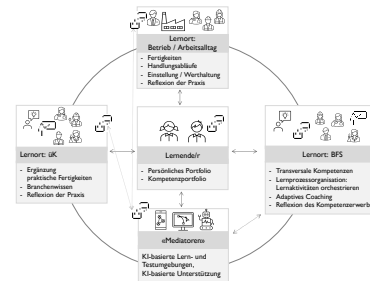 Lernort:
Betrieb / Arbeitsalltag
- Fertigkeiten
- Handlungsabläufe
- Einstellung / Werthaltung
- Reflexion der Praxis
Lernort: üK
- Ergänzung
praktische Fertigkeiten
- Branchenwissen
- Reflexion der Praxis
Lernende/r
- Persönliches Portfolio
- Kompetenzportfolio
Lernort: BFS
- Transversale Kompetenzen
- Lernprozessorganisation:
Lernaktivitäten orchestrieren
- Adaptives Coaching
- Reflexion des Kompetenzerwerbs
«Mediatoren»
KI-basierte Lern- und
Testumgebungen,
KI-basierte Unterstützung